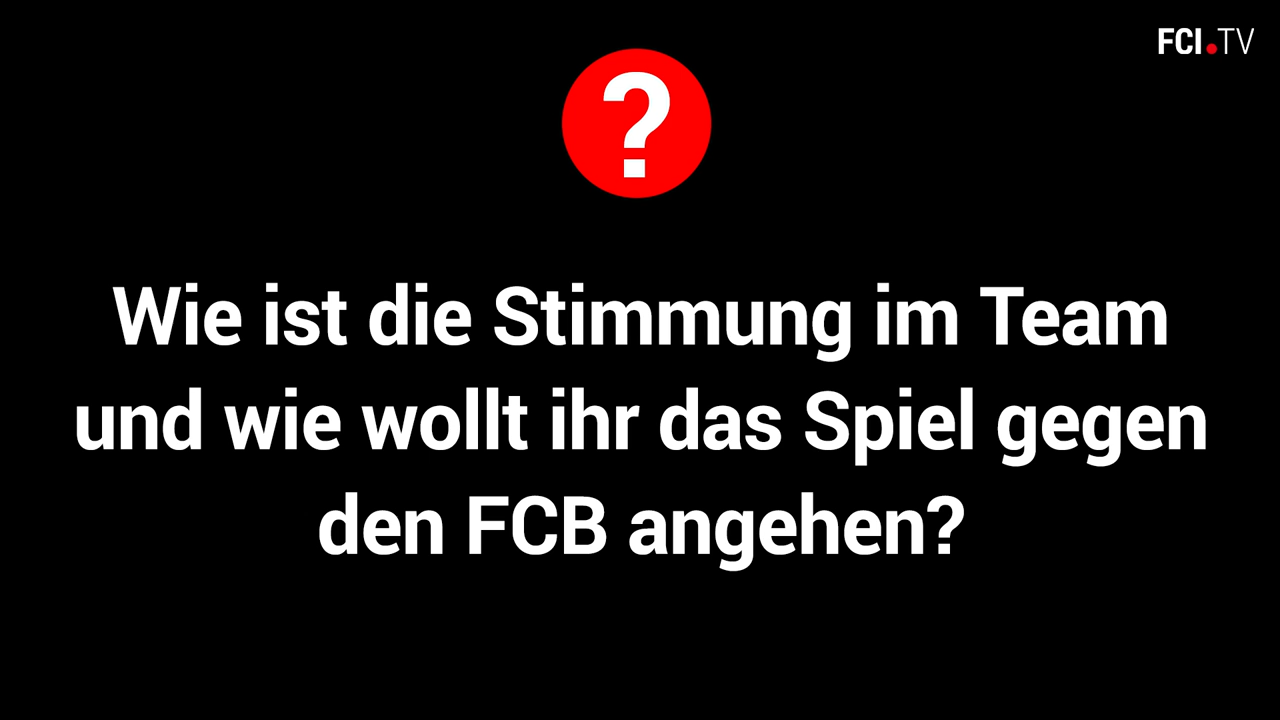 FCI.TV
?
Wie ist die Stimmung im Team
und wie wollt ihr das Spiel gegen
den FCB angehen?